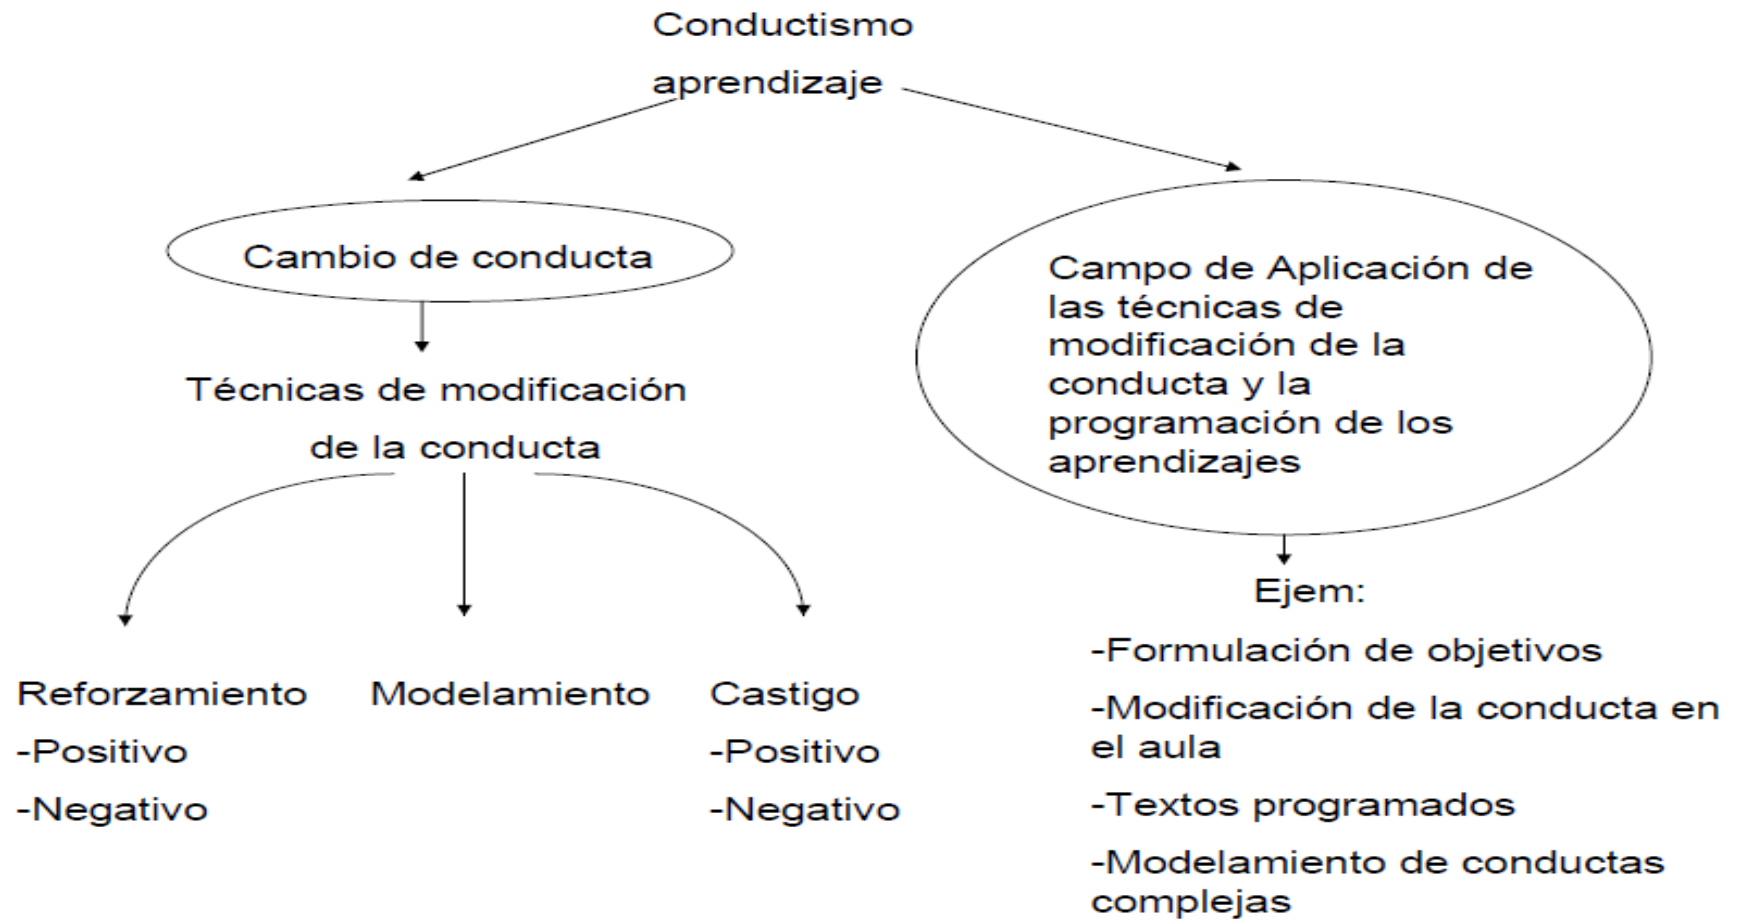 Conductismo
aprendizaje
Cambio de conducta
Técnicas de modificación
de la conducta
Reforzamiento
-Positivo
-Negativo
Modelamiento
Castigo
-Positivo
-Negativo
Campo de Aplicación de
las técnicas de
modificación de la
conducta y la
programación de los
aprendizajes
Ejem:
-Formulación de objetivos
-Modificación de la conducta en
el aula
-Textos programados
-Modelamiento de conductas
complejas